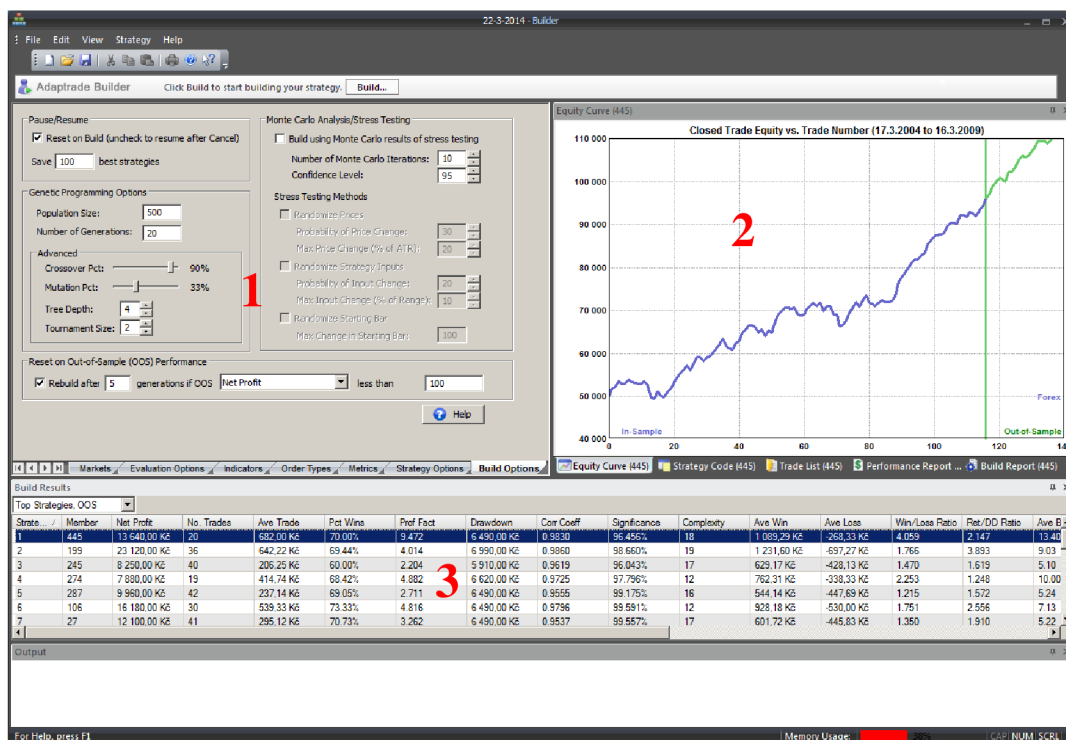 22-3-2014 - Builder
File Edit View Strategy Help
Adaptrade Builder Click Build to start building your strategy. Build...
Pause/Resume
Reset on Build (uncheck to resume after Cancel)
Save 100 best strategies
Genetic Programming Options
Population Size: 500
Number of Generations: 20
Advanced
Crossover Pct: 90%
Mutation Pct: 33%
Tree Depth: 4
Tournament Size: 2
1
Monte Carlo Analysis/Stress Testing
Build using Monte Carlo results of stress testing
Number of Monte Carlo Iterations: 10
Confidence Level: 95
Stress Testing Methods
Randomize Prices
Probability of Price Change: 30
Max Price Change (% of ATR): 20
Randomize Strategy Inputs
Probability of Input Change: 20
Max Input Change (% of Range): 10
Randomize Starting Bar
Max Change in Starting Bar: 100
Reset on Out-of-Sample (OOS) Performance
Rebuild after 5 generations if OOS Net Profit less than 100
Help
Markets Evaluation Options Indicators Order Types Metrics Strategy Options Build Options
Equity Curve (445)
Closed Trade Equity vs. Trade Number (17.3.2004 to 16.3.2009)
110 000
100 000
90 000
80 000
70 000
60 000
50 000
40 000
2
Forex
In-Sample Out-of-Sample
0 20 40 60 80 100 120 14
Equity Curve (445) Strategy Code (445) Trade List (445) Performance Report ... Build Report (445)
Build Results
Top Strategies, OOS
Strate... Member Net Profit No. Trades Ave Trade Pct Wins Prof Fact Drawdown Corr Coeff Significance Complexity Ave Win Ave Loss Win/Loss Ratio Ret/DD Ratio Ave B
1 445 13 640,00 Kč 20 682,00 Kč 70.00% 9.472 6 490,00 Kč 0.9830 96.456% 18 1 089,29 Kč -268,33 Kč 4.059 2.147 13.40
2 199 23 120,00 Kč 36 642,22 Kč 69.44% 4.014 6 990,00 Kč 0.9860 98.660% 19 1 231,60 Kč -697,27 Kč 1.766 3.893 9.03
3 245 8 250,00 Kč 40 206,25 Kč 60.00% 2.204 5 910,00 Kč 0.9619 96.043% 17 629,17 Kč -428,13 Kč 1.470 1.619 5.10
4 274 7 880,00 Kč 19 414,74 Kč 68.42% 4.882 6 620,00 Kč 0.9725 97.796% 12 762,31 Kč -338,33 Kč 2.253 1.248 10.00
5 287 9 960,00 Kč 42 237,14 Kč 69.05% 2.711 6 490,00 Kč 0.9555 99.175% 16 544,14 Kč -447,69 Kč 1.215 1.572 5.24
6 106 16 180,00 Kč 30 539,33 Kč 73.33% 4.816 6 490,00 Kč 0.9796 99.591% 12 928,18 Kč -530,00 Kč 1.751 2.556 7.13
7 27 12 100,00 Kč 41 295,12 Kč 70.73% 3.262 6 490,00 Kč 0.9537 99.557% 17 601,72 Kč -445,83 Kč 1.350 1.910 5.22
3
Output
For Help, press F1 Memory Usage: 38% CAP NUM SCRL